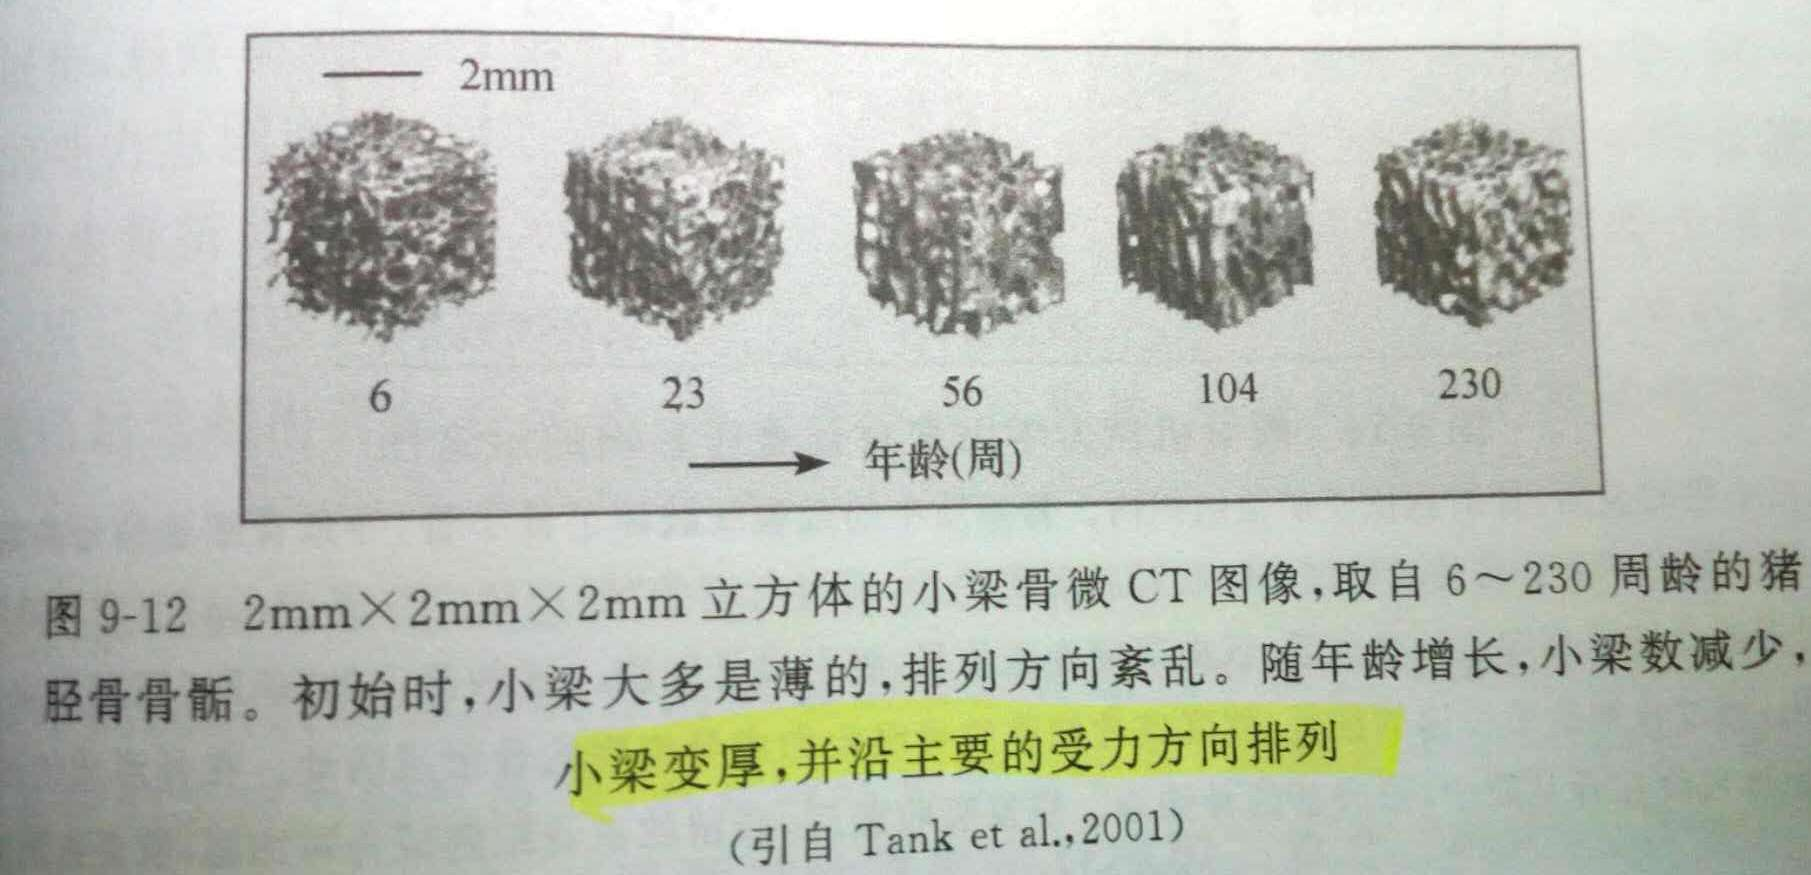 2mm
6 23 56 104 230
年龄(周)
图 9-12 2mm×2mm×2mm 立方体的小梁骨微 CT 图像,取自 6～230 周龄的猪
胫骨骨骺。初始时,小梁大多是薄的,排列方向紊乱。随年龄增长,小梁数减少,
小梁变厚,并沿主要的受力方向排列
(引自 Tank et al.,2001)